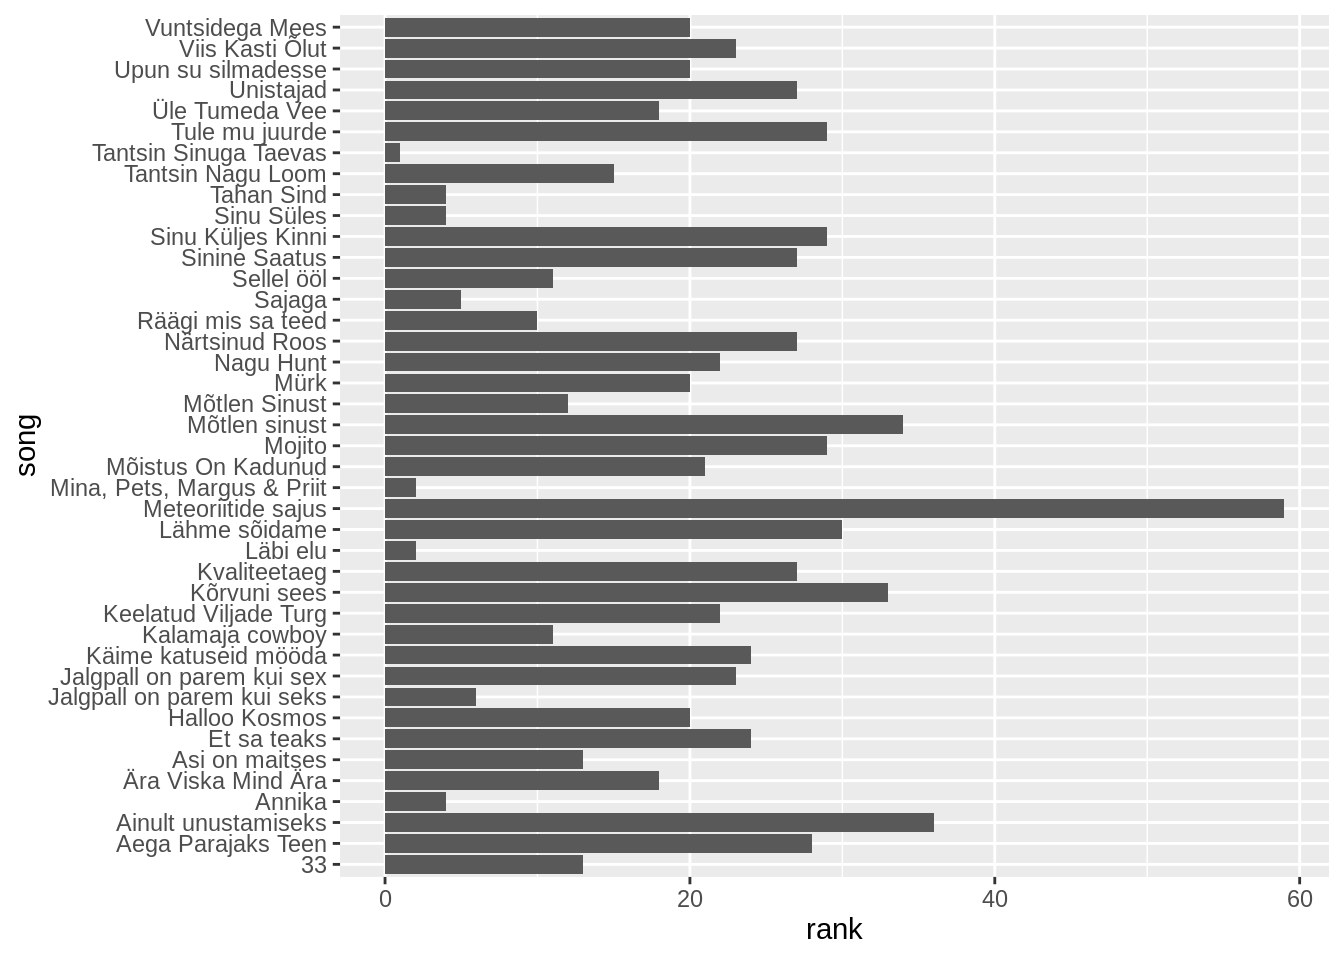 Vuntsidega Mees
Viis Kasti Õlut
Upun su silmadesse
Unistajad
Üle Tumeda Vee
Tule mu juurde
Tantsin Sinuga Taevas
Tantsin Nagu Loom
Tahan Sind
Sinu Süles
Sinu Küljes Kinni
Sinine Saatus
Sellel ööl
Sajaga
Räägi mis sa teed
Närtsinud Roos
Nagu Hunt
Mürk
Mõtlen Sinust
Mõtlen sinust
Mojito
Mõistus On Kadunud
Mina, Pets, Margus & Priit
Meteoriitide sajus
Lähme sõidame
Läbi elu
Kvaliteetaeg
Kõrvuni sees
Keelatud Viljade Turg
Kalamaja cowboy
Käime katuseid mööda
Jalgpall on parem kui sex
Jalgpall on parem kui seks
Halloo Kosmos
Et sa teaks
Asi on maitses
Ära Viska Mind Ära
Annika
Ainult unustamiseks
Aega Parajaks Teen
33
song
0 20 40 60
rank